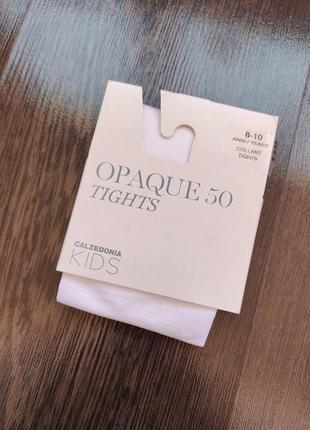 8-10
ANNI / YEARS
COLLANT
TIGHTS
OPAQUE 50
TIGHTS
CALZEDONIA
KIDS